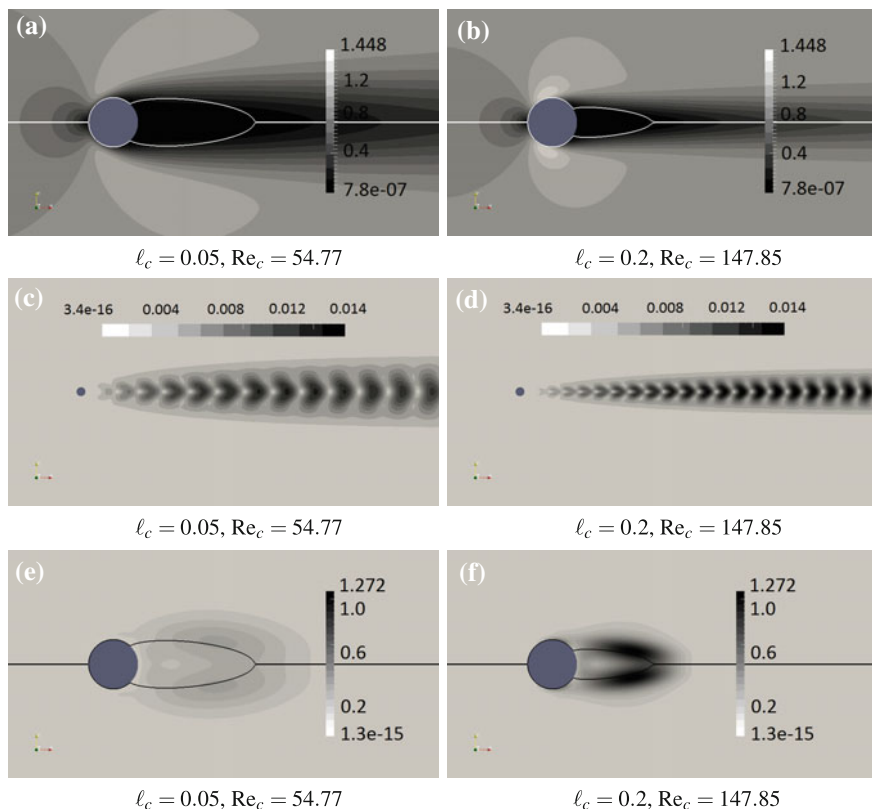 (a)
1.448
1.2
0.8
0.4
7.8e-07
(b)
1.448
1.2
0.8
0.4
7.8e-07
ℓc = 0.05, Rec = 54.77
ℓc = 0.2, Rec = 147.85
(c)
3.4e-16 0.004 0.008 0.012 0.014
(d)
3.4e-16 0.004 0.008 0.012 0.014
ℓc = 0.05, Rec = 54.77
ℓc = 0.2, Rec = 147.85
(e)
1.272
1.0
0.6
0.2
1.3e-15
(f)
1.272
1.0
0.6
0.2
1.3e-15
ℓc = 0.05, Rec = 54.77
ℓc = 0.2, Rec = 147.85